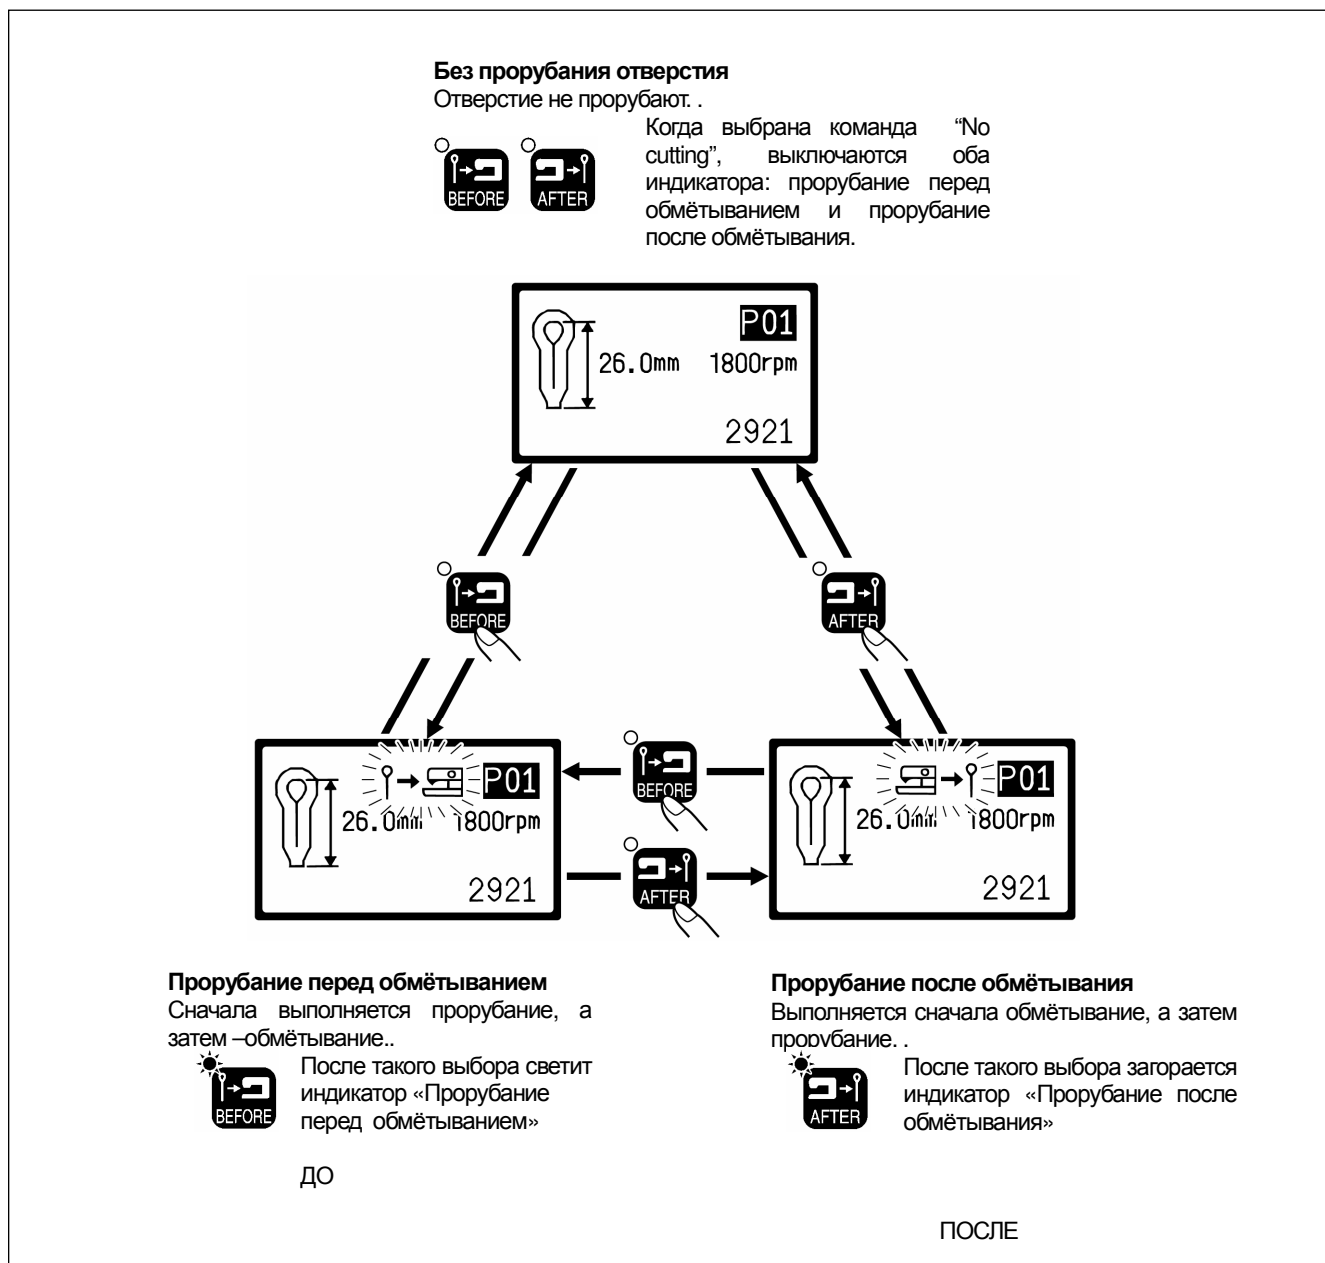 Без прорубания отверстия
Отверстие не прорубают. .
Когда выбрана команда “No
cutting”, выключаются оба
индикатора: прорубание перед
обмётыванием и прорубание
после обмётывания.
BEFORE AFTER
P01
26.0mm 1800rpm
2921
BEFORE
AFTER
P01
26.0mm 1800rpm
2921
BEFORE
AFTER
P01
26.0mm 1800rpm
2921
Прорубание перед обмётыванием
Сначала выполняется прорубание, а
затем –обмётывание..
BEFORE
После такого выбора светит
индикатор «Прорубание
перед обмётыванием»
ДО
Прорубание после обмётывания
Выполняется сначала обмётывание, а затем
прорубание. .
AFTER
После такого выбора загорается
индикатор «Прорубание после
обмётывания»
ПОСЛЕ